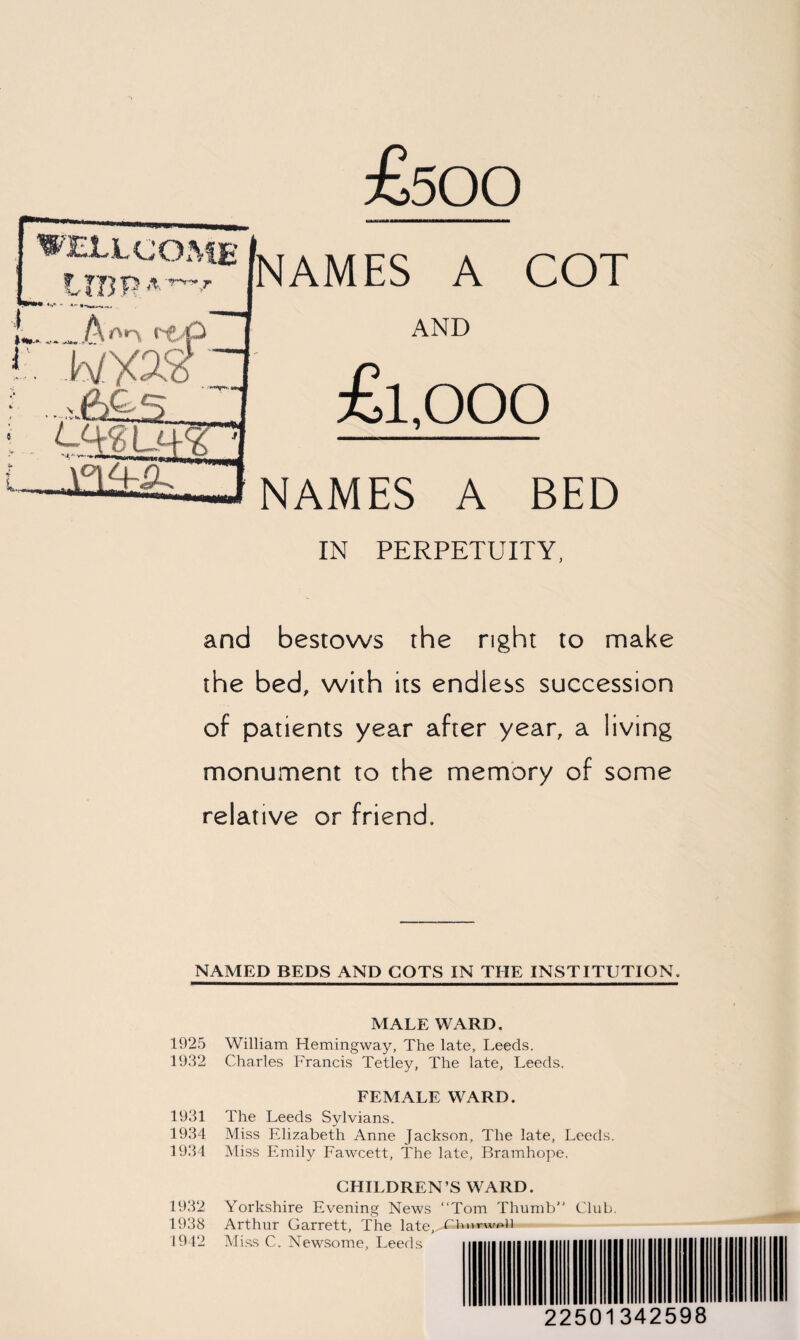 £500
WELLCOME
NAMES A COT
Ann rep
AND
WX28
£1,000
NAMES A BED
IN PERPETUITY,
and bestows the right to make
the bed, with its endless succession
of patients year after year, a living
monument to the memory of some
relative or friend.
NAMED BEDS AND COTS IN THE INSTITUTION.
MALE WARD.
1925 William Hemingway, The late, Leeds.
1932 Charles Francis Tetley, The late, Leeds.
FEMALE WARD.
1931 The Leeds Sylvians.
1934 Miss Elizabeth Anne Jackson, The late, Leeds.
1934 Miss Emily Fawcett, The late, Bramhope.
CHILDREN'S WARD.
1932 Yorkshire Evening News "Tom Thumb" Club.
1938 Arthur Garrett, The late, Churwell
1942 Miss C. Newsome, Leeds
22501342598